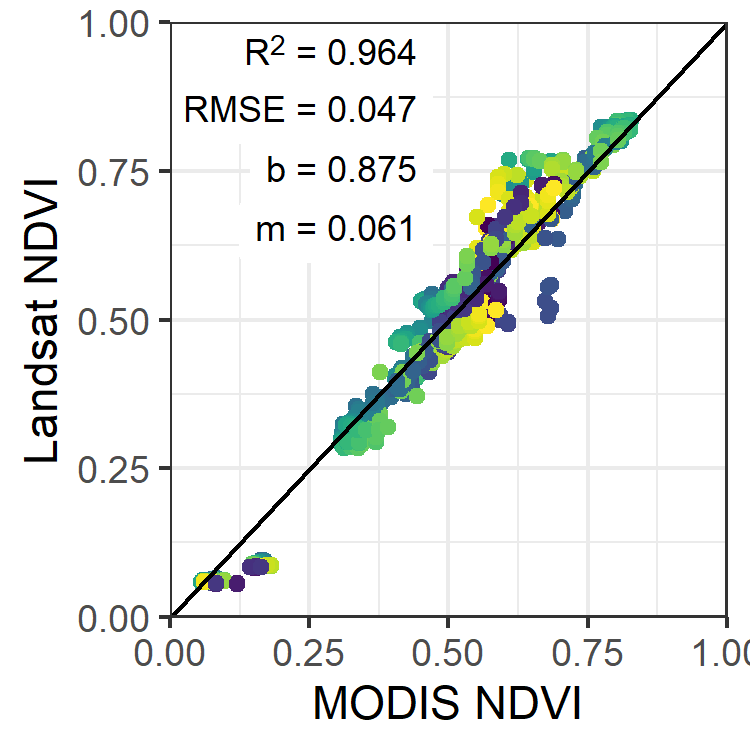 1.00
R² = 0.964
RMSE = 0.047
b = 0.875
m = 0.061
0.75
0.50
0.25
0.00
Landsat NDVI
0.00 0.25 0.50 0.75 1.00
MODIS NDVI